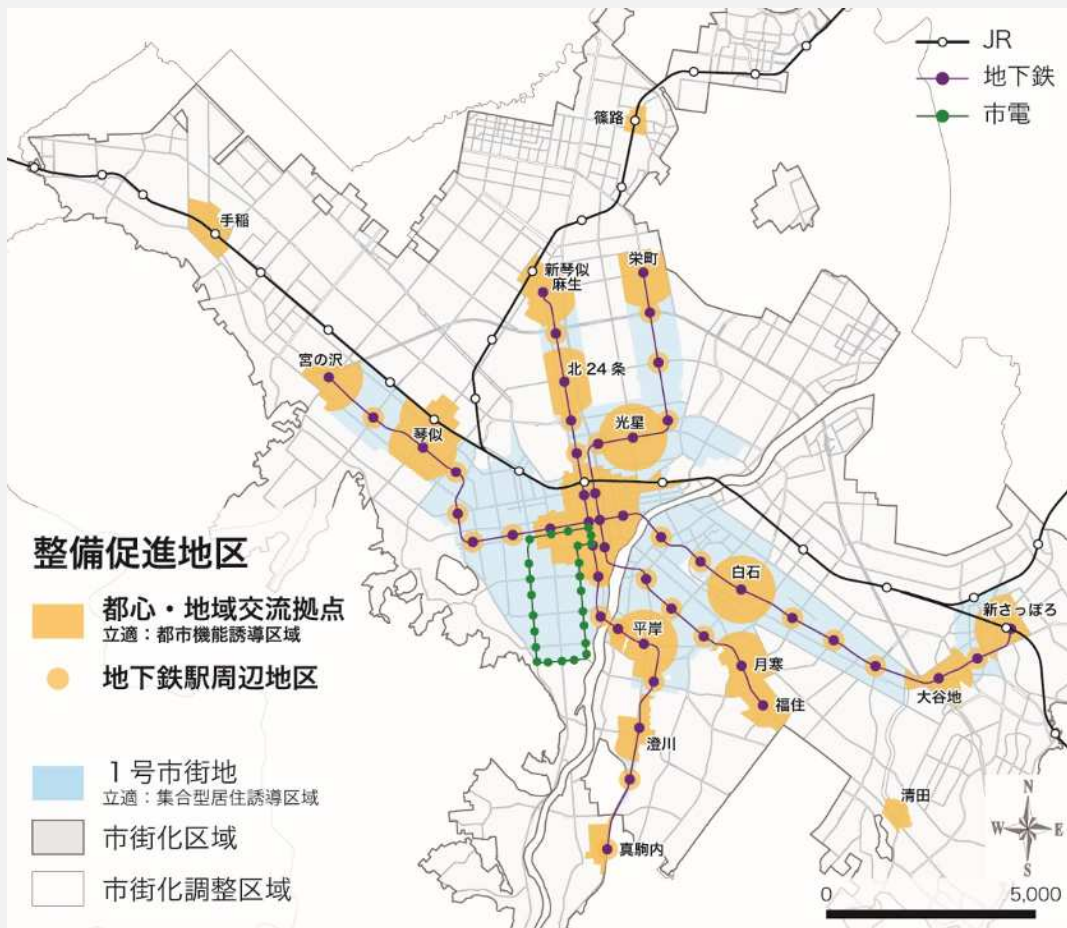 JR
地下鉄
市電
篠路
手稲
新琴似
麻生
栄町
宮の沢
北24条
琴似
光星
整備促進地区
都心・地域交流拠点
立適：都市機能誘導区域
地下鉄駅周辺地区
白石
新さっぽろ
平岸
月寒
大谷地
福住
澄川
1号市街地
立適：集合型居住誘導区域
清田
市街化区域
真駒内
市街化調整区域
N
W
E
S
0
5,000